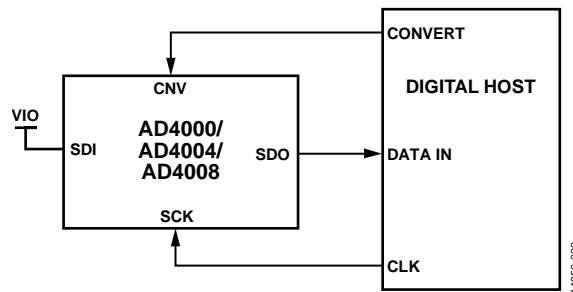 CONVERT
CNV
DIGITAL HOST
VIO
SDI
AD4000/
AD4004/
AD4008
SDO
DATA IN
SCK
CLK